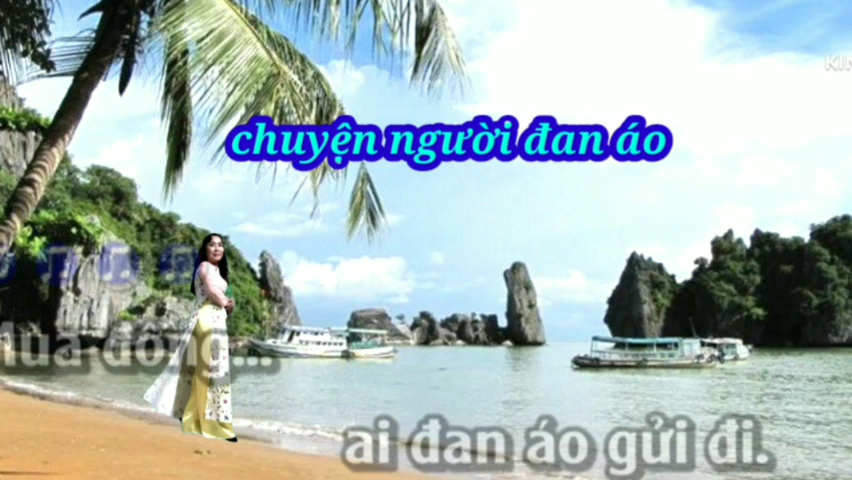 chuyện người đan áo
Mùa đông...
ai đan áo gửi đi.